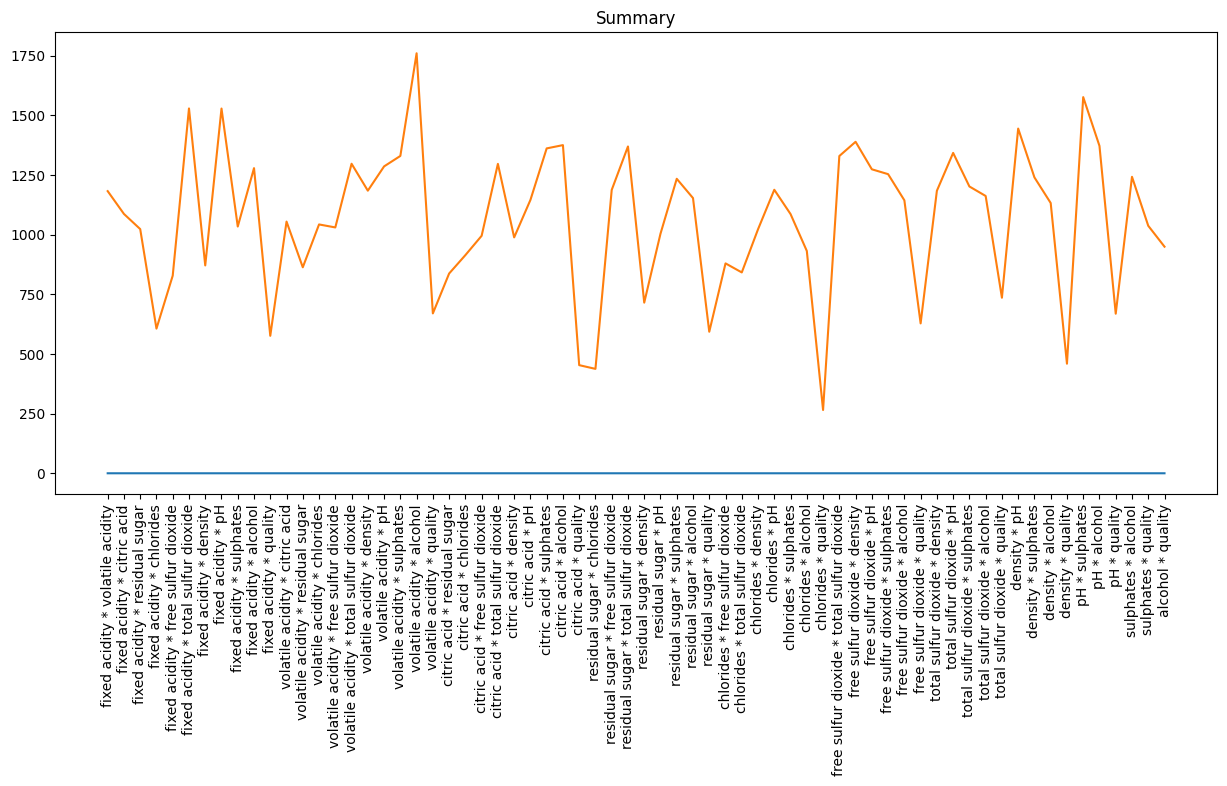 Summary
1750
1500
1250
1000
750
500
250
0
fixed acidity * volatile acidity
fixed acidity * citric acid
fixed acidity * residual sugar
fixed acidity * chlorides
fixed acidity * free sulfur dioxide
fixed acidity * total sulfur dioxide
fixed acidity * density
fixed acidity * pH
fixed acidity * sulphates
fixed acidity * alcohol
fixed acidity * quality
volatile acidity * citric acid
volatile acidity * residual sugar
volatile acidity * chlorides
volatile acidity * free sulfur dioxide
volatile acidity * total sulfur dioxide
volatile acidity * density
volatile acidity * pH
volatile acidity * sulphates
volatile acidity * alcohol
volatile acidity * quality
citric acid * residual sugar
citric acid * chlorides
citric acid * free sulfur dioxide
citric acid * total sulfur dioxide
citric acid * density
citric acid * pH
citric acid * sulphates
citric acid * alcohol
citric acid * quality
residual sugar * chlorides
residual sugar * free sulfur dioxide
residual sugar * total sulfur dioxide
residual sugar * density
residual sugar * pH
residual sugar * sulphates
residual sugar * alcohol
residual sugar * quality
chlorides * free sulfur dioxide
chlorides * total sulfur dioxide
chlorides * density
chlorides * pH
chlorides * sulphates
chlorides * alcohol
chlorides * quality
free sulfur dioxide * total sulfur dioxide
free sulfur dioxide * density
free sulfur dioxide * pH
free sulfur dioxide * sulphates
free sulfur dioxide * alcohol
free sulfur dioxide * quality
total sulfur dioxide * density
total sulfur dioxide * pH
total sulfur dioxide * sulphates
total sulfur dioxide * alcohol
total sulfur dioxide * quality
density * pH
density * sulphates
density * alcohol
density * quality
pH * sulphates
pH * alcohol
pH * quality
sulphates * alcohol
sulphates * quality
alcohol * quality